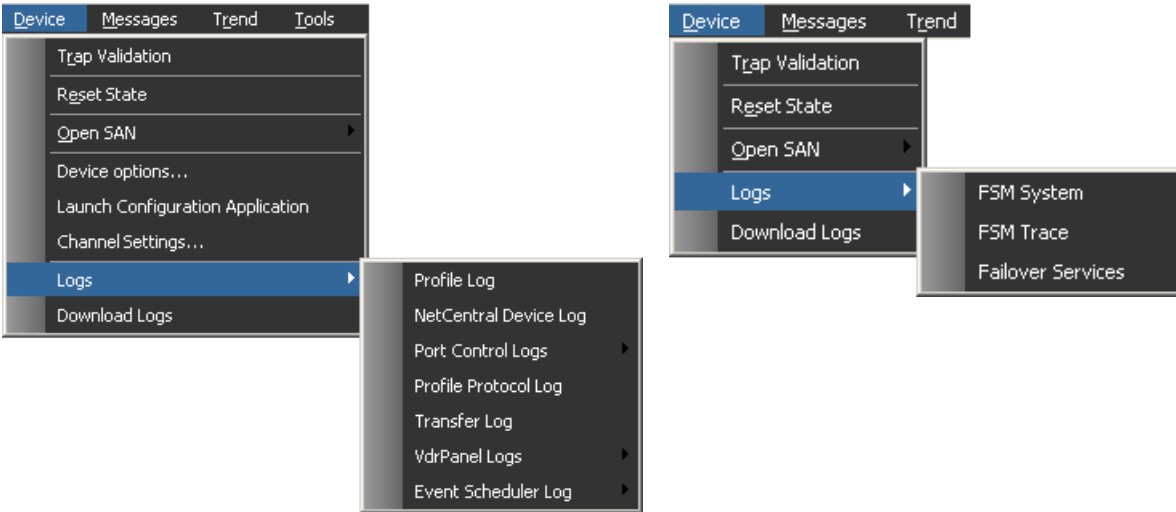 Device Messages Trend Tools
Trap Validation
Reset State
Open SAN
Device options...
Launch Configuration Application
Channel Settings...
Logs
Download Logs
Profile Log
NetCentral Device Log
Port Control Logs
Profile Protocol Log
Transfer Log
VdrPanel Logs
Event Scheduler Log
Device Messages Trend
Trap Validation
Reset State
Open SAN
Logs
Download Logs
FSM System
FSM Trace
Failover Services